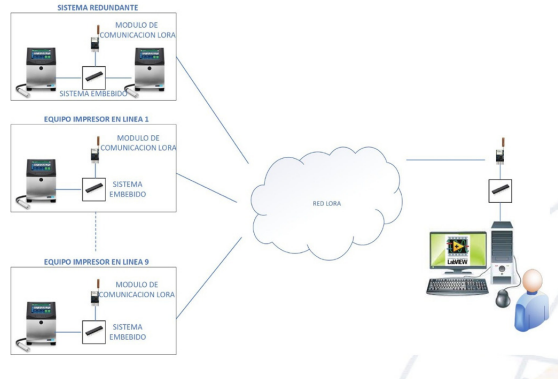 SISTEMA REDUNDANTE
MODULO DE
COMUNICACION LORA
SISTEMA EMBEBIDO
EQUIPO IMPRESOR EN LINEA 1
MODULO DE
COMUNICACION LORA
SISTEMA
EMBEBIDO
RED LORA
LabVIEW
EQUIPO IMPRESOR EN LINEA 9
MODULO DE
COMUNICACION LORA
SISTEMA
EMBEBIDO